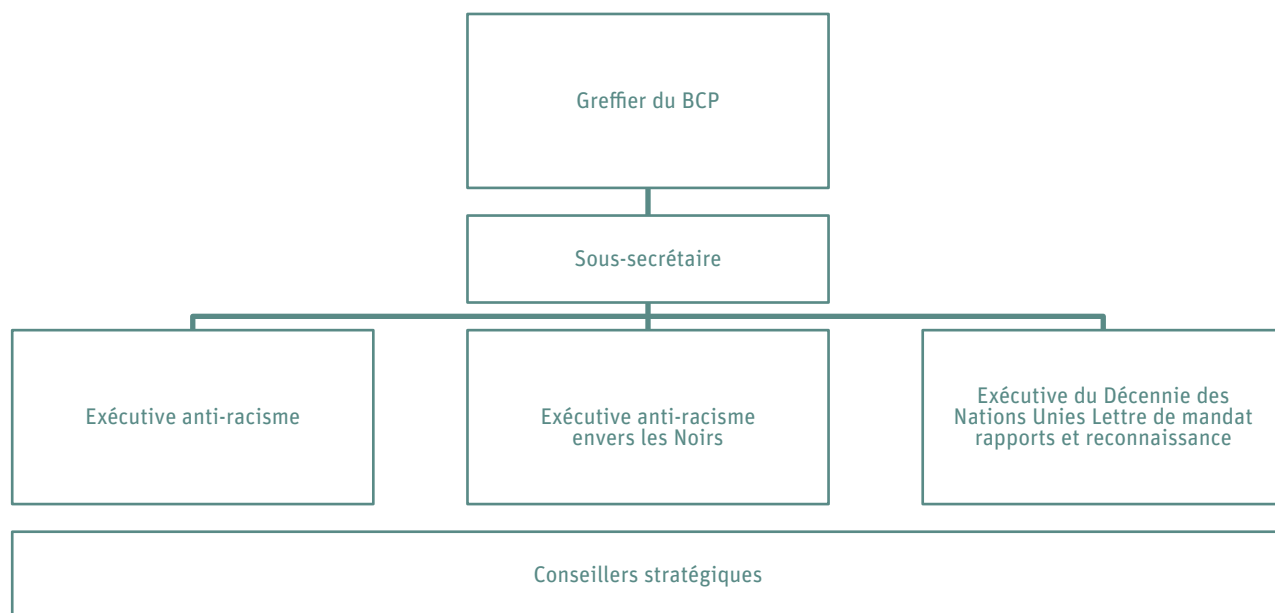 Greffier du BCP
Sous-secrétaire
Exécutive anti-racisme
Exécutive anti-racisme
envers les Noirs
Exécutive du Décennie des
Nations Unies Lettre de mandat
rapports et reconnaissance
Conseillers stratégiques